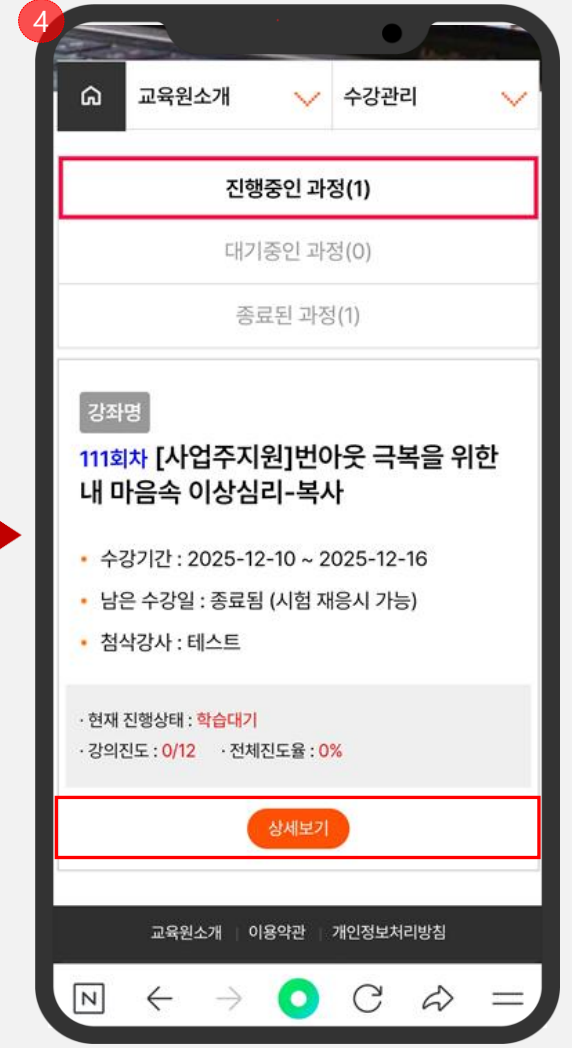 4
교육원소개 수강관리
진행중인 과정(1)
대기중인 과정(0)
종료된 과정(1)
강좌명
111회차 [사업주지원]번아웃 극복을 위한
내 마음속 이상심리-복사
• 수강기간 : 2025-12-10 ~ 2025-12-16
• 남은 수강일 : 종료됨 (시험 재응시 가능)
• 첨삭강사 : 테스트
· 현재 진행상태 : 학습대기
· 강의진도 : 0/12 · 전체진도율 : 0%
상세보기
교육원소개 | 이용약관 | 개인정보처리방침
N